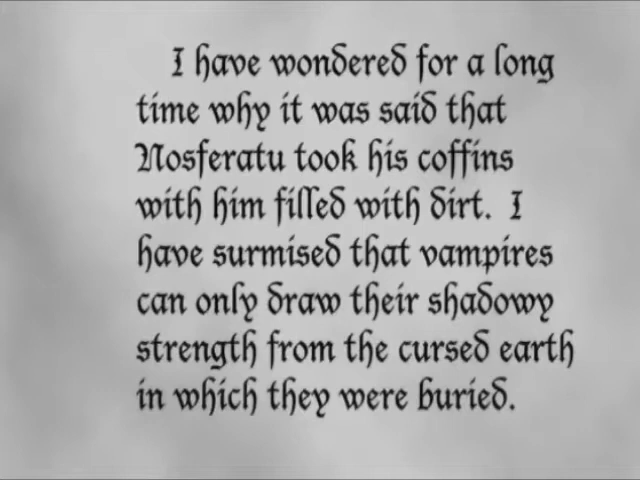 I have wondered for a long
time why it was said that
Nosferatu took his coffins
with him filled with dirt. I
have surmised that vampires
can only draw their shadowy
strength from the cursed earth
in which they were buried.